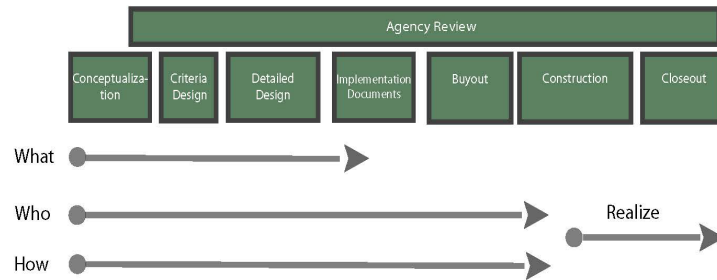 Agency Review
Conceptualiza-
tion
Criteria
Design
Detailed
Design
Implementation
Documents
Buyout
Construction
Closeout
What
Who
Realize
How